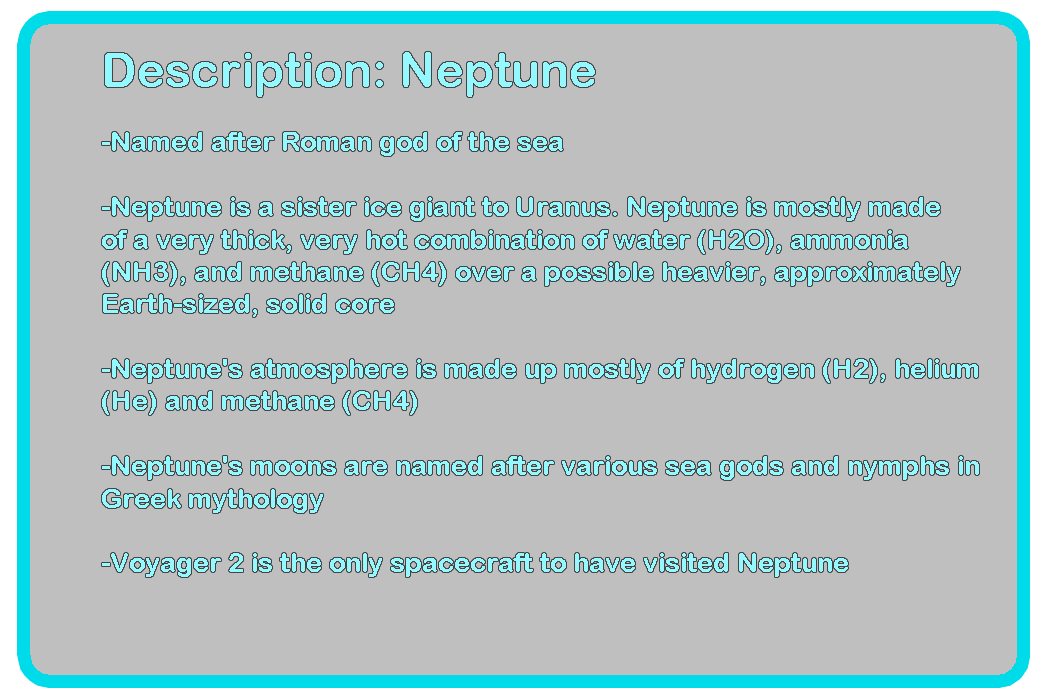 Description: Neptune
-Named after Roman god of the sea
-Neptune is a sister ice giant to Uranus. Neptune is mostly made
of a very thick, very hot combination of water (H2O), ammonia
(NH3), and methane (CH4) over a possible heavier, approximately
Earth-sized, solid core
-Neptune's atmosphere is made up mostly of hydrogen (H2), helium
(He) and methane (CH4)
-Neptune's moons are named after various sea gods and nymphs in
Greek mythology
-Voyager 2 is the only spacecraft to have visited Neptune